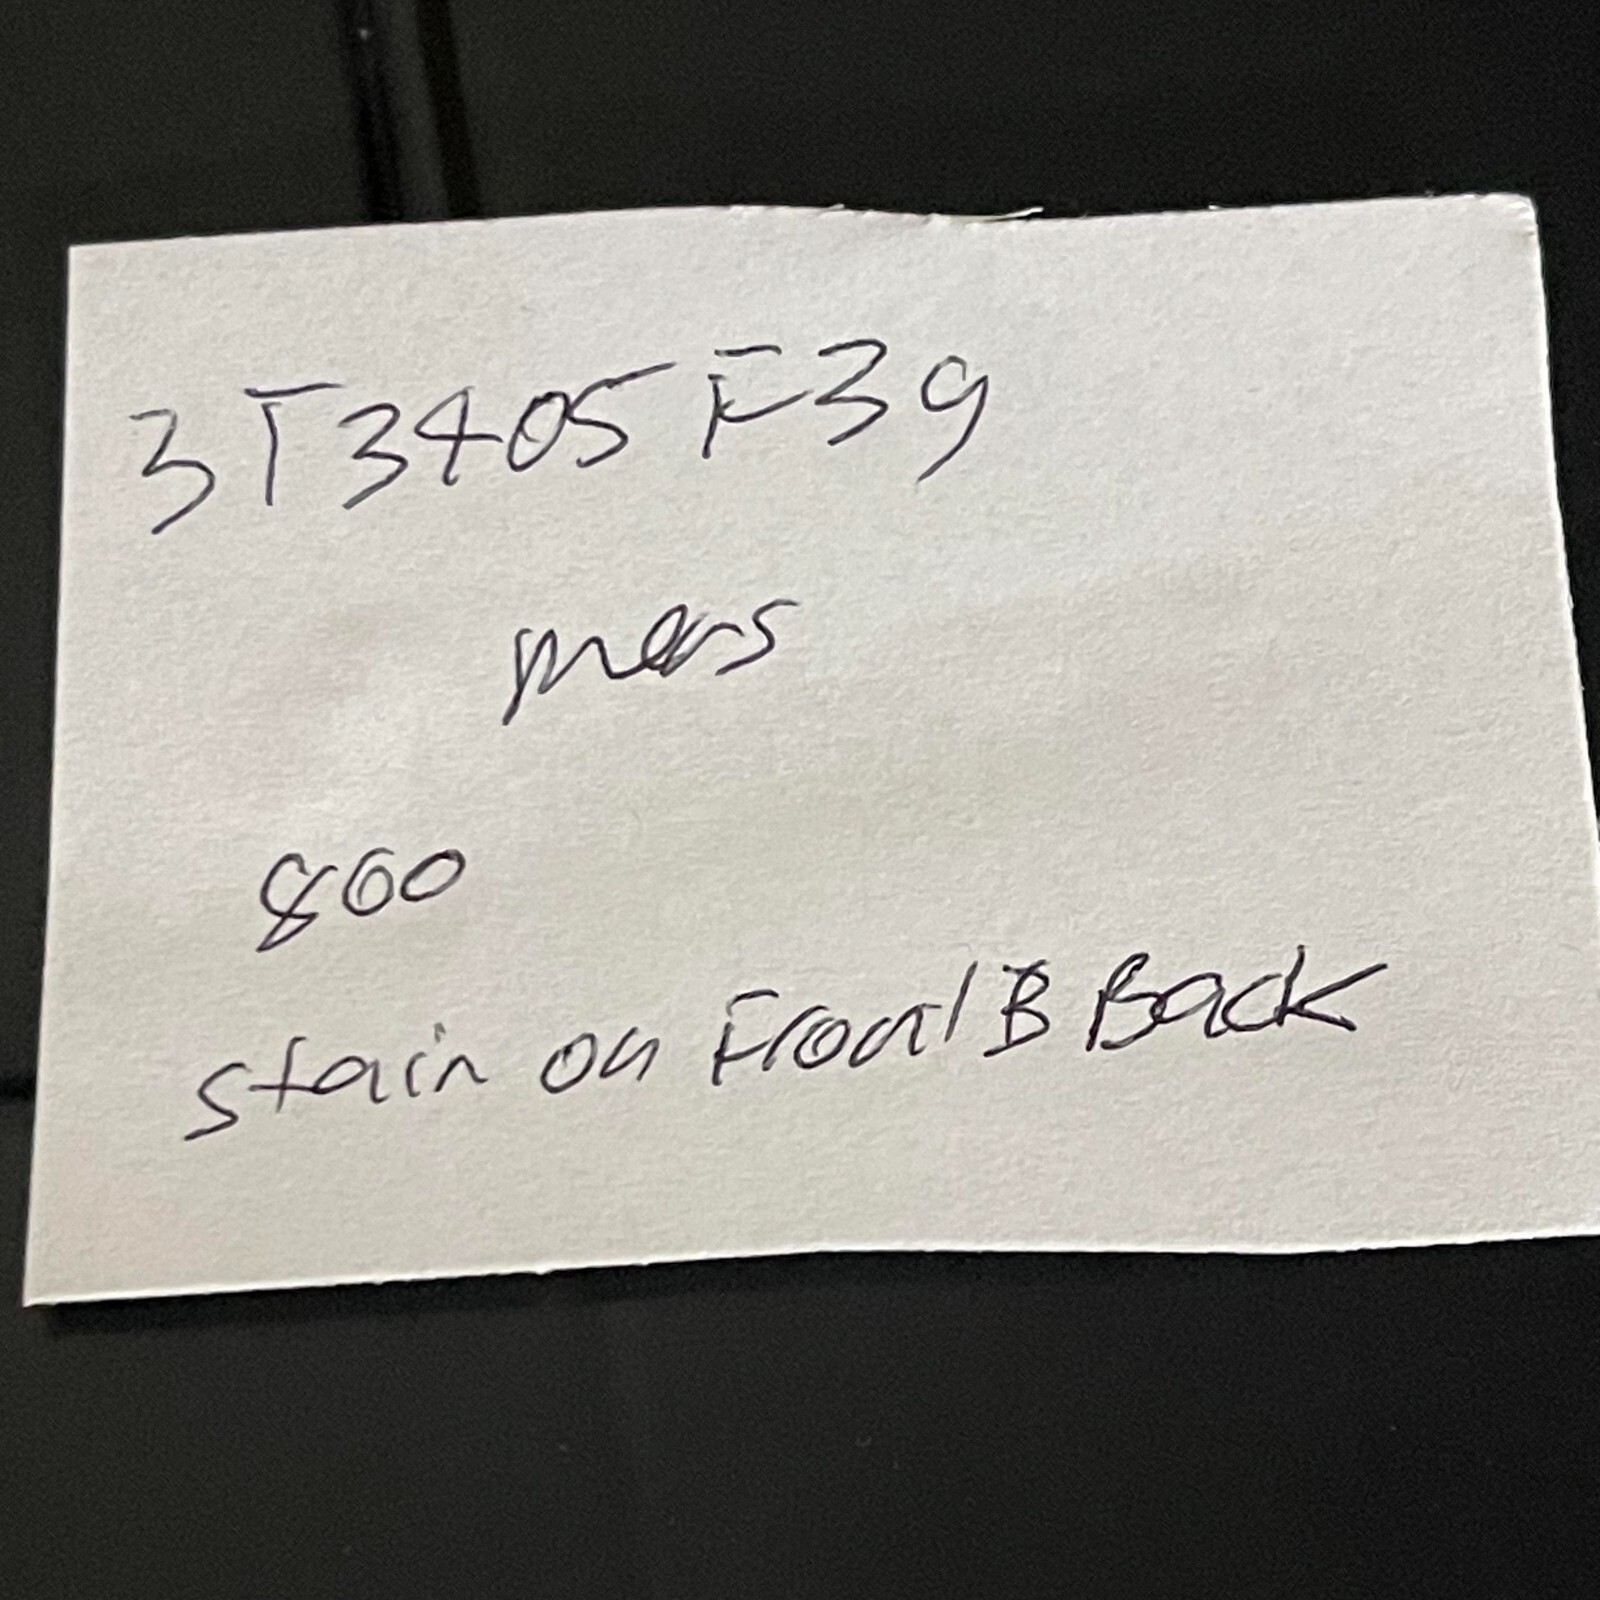 3T3405F39
mens
800
stain on Front B Back